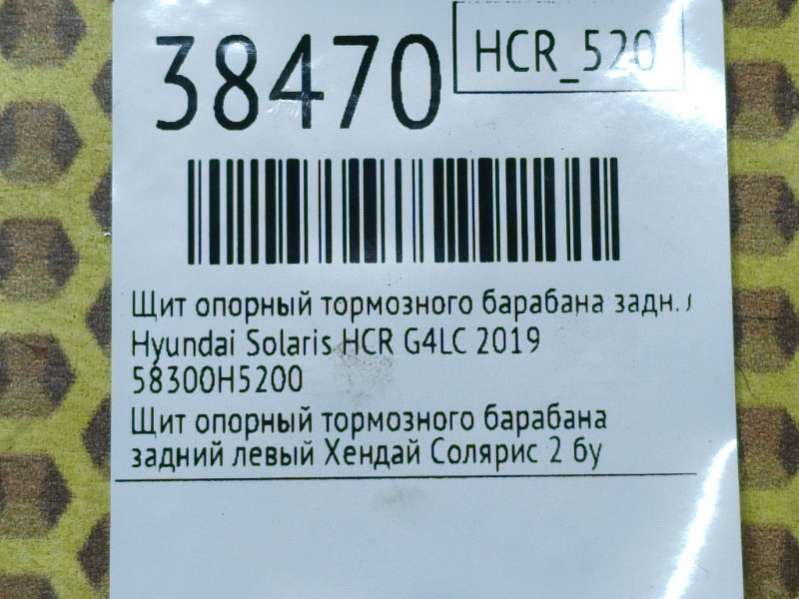 38470
HCR_520
Щит опорный тормозного барабана задн.
Hyundai Solaris HCR G4LC 2019
58300H5200
Щит опорный тормозного барабана
задний левый Хендай Солярис 2 бу